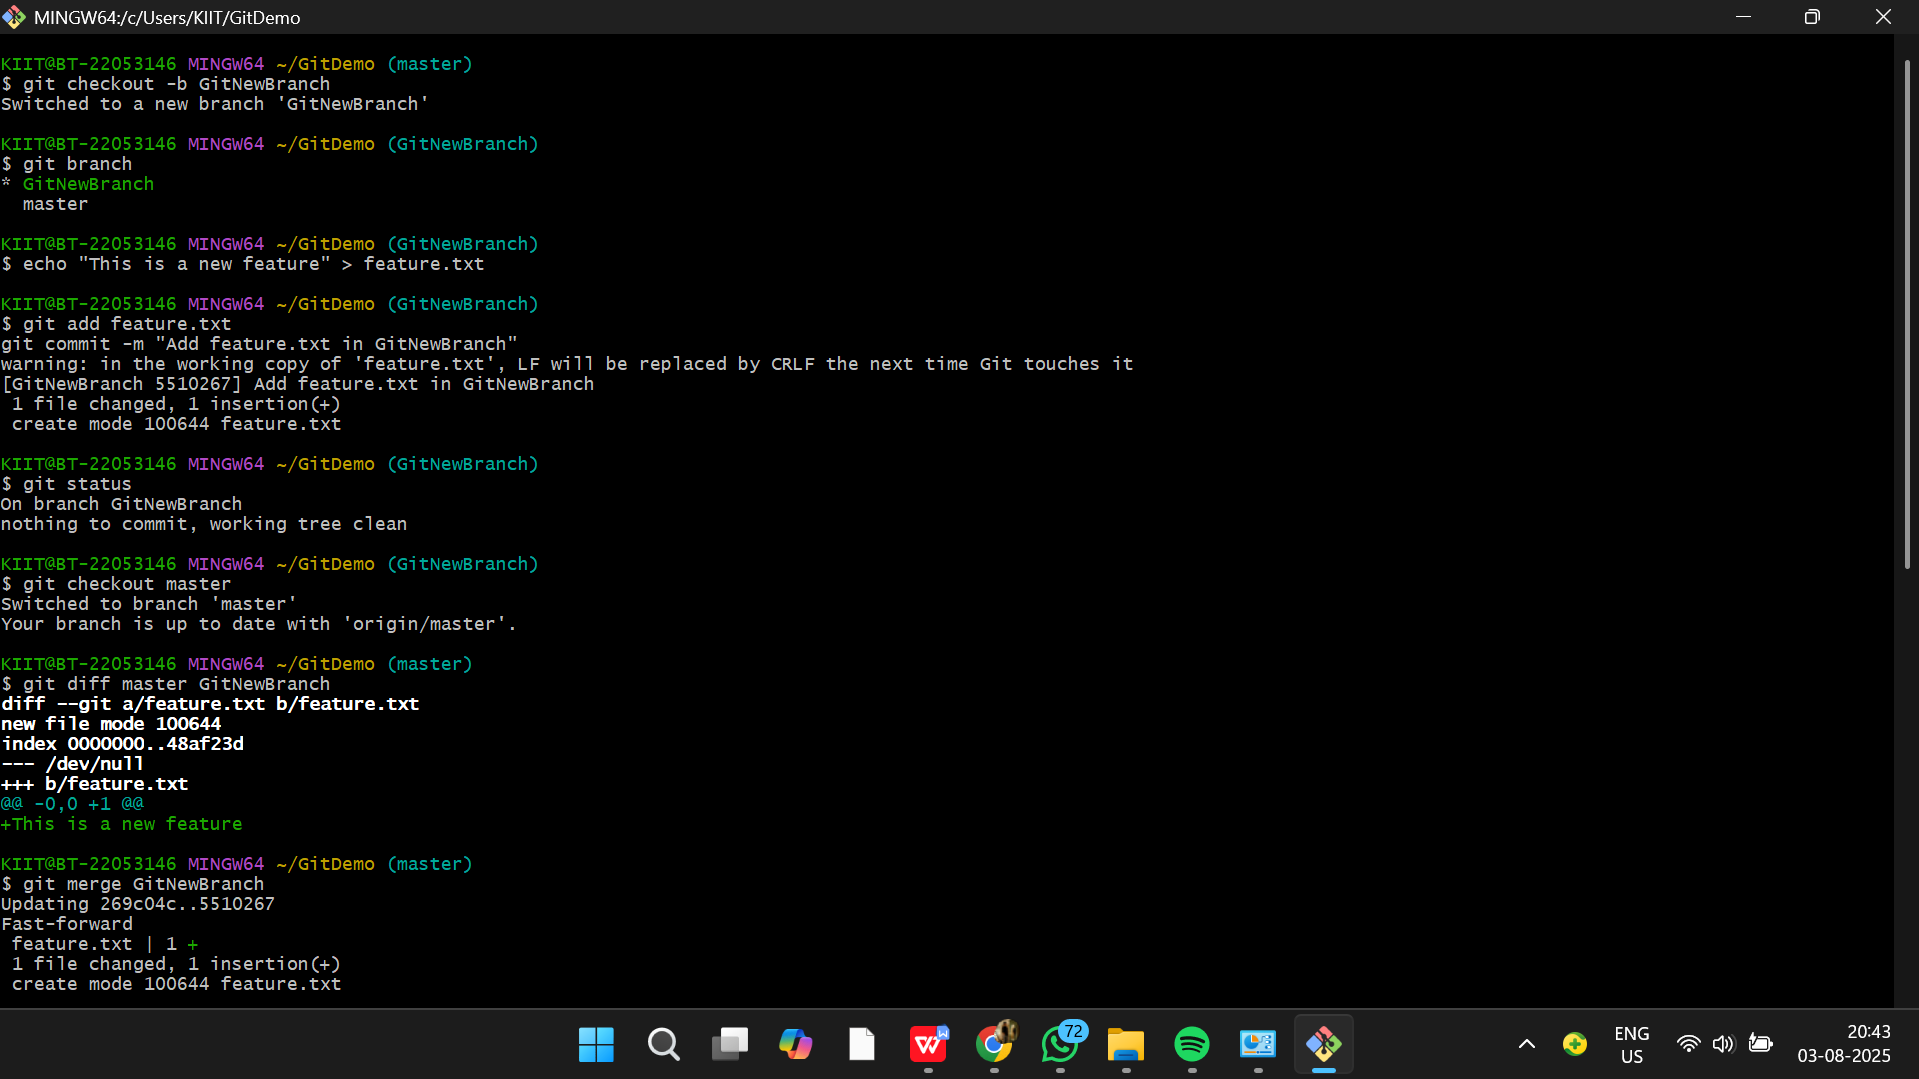 MINGW64:/c/Users/KIIT/GitDemo
KIIT@BT-22053146 MINGW64 ~/GitDemo (master)
$ git checkout -b GitNewBranch
Switched to a new branch 'GitNewBranch'
KIIT@BT-22053146 MINGW64 ~/GitDemo (GitNewBranch)
$ git branch
* GitNewBranch
master
KIIT@BT-22053146 MINGW64 ~/GitDemo (GitNewBranch)
$ echo "This is a new feature" > feature.txt
KIIT@BT-22053146 MINGW64 ~/GitDemo (GitNewBranch)
$ git add feature.txt
git commit -m "Add feature.txt in GitNewBranch"
warning: in the working copy of 'feature.txt', LF will be replaced by CRLF the next time Git touches it
[GitNewBranch 5510267] Add feature.txt in GitNewBranch
1 file changed, 1 insertion(+)
create mode 100644 feature.txt
KIIT@BT-22053146 MINGW64 ~/GitDemo (GitNewBranch)
$ git status
On branch GitNewBranch
nothing to commit, working tree clean
KIIT@BT-22053146 MINGW64 ~/GitDemo (GitNewBranch)
$ git checkout master
Switched to branch 'master'
Your branch is up to date with 'origin/master'.
KIIT@BT-22053146 MINGW64 ~/GitDemo (master)
$ git diff master GitNewBranch
diff --git a/feature.txt b/feature.txt
new file mode 100644
index 0000000..48af23d
--- /dev/null
+++ b/feature.txt
@@ -0,0 +1 @@
+This is a new feature
KIIT@BT-22053146 MINGW64 ~/GitDemo (master)
$ git merge GitNewBranch
Updating 269c04c..5510267
Fast-forward
feature.txt | 1 +
1 file changed, 1 insertion(+)
create mode 100644 feature.txt
W
W
72
ENG
US
20:43
03-08-2025